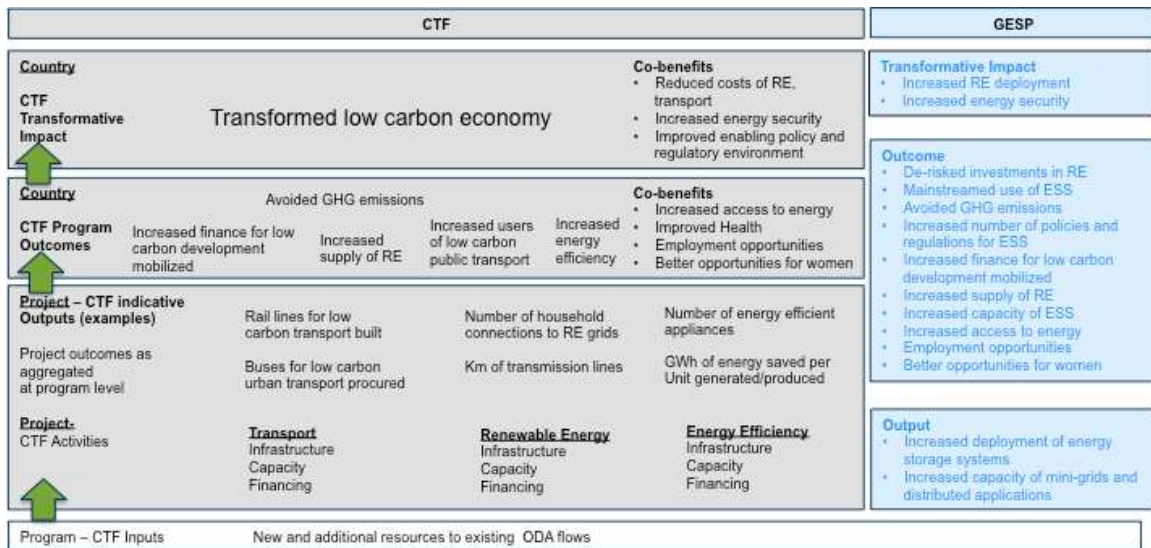 CTF
GESP
Country
CTF
Transformative
Impact
Transformed low carbon economy
Co-benefits
• Reduced costs of RE,
transport
• Increased energy security
• Improved enabling policy and
regulatory environment
Transformative Impact
• Increased RE deployment
• Increased energy security
Country
CTF Program
Outcomes
Avoided GHG emissions
Increased finance for low
carbon development
mobilized
Increased
supply of RE
Increased users
of low carbon
public transport
Increased
energy
efficiency
Co-benefits
• Increased access to energy
• Improved Health
• Employment opportunities
• Better opportunities for women
Outcome
• De-risked investments in RE
• Mainstreamed use of ESS
• Avoided GHG emissions
• Increased number of policies and
regulations for ESS
• Increased finance for low carbon
development mobilized
• Increased supply of RE
• Increased capacity of ESS
• Increased access to energy
• Employment opportunities
• Better opportunities for women
Project – CTF indicative
Outputs (examples)
Project outcomes as
aggregated
at program level
Rail lines for low
carbon transport built
Buses for low carbon
urban transport procured
Number of household
connections to RE grids
Km of transmission lines
Number of energy efficient
appliances
GWh of energy saved per
Unit generated/produced
Project-
CTF Activities
Transport
Infrastructure
Capacity
Financing
Renewable Energy
Infrastructure
Capacity
Financing
Energy Efficiency
Infrastructure
Capacity
Financing
Output
• Increased deployment of energy
storage systems
• Increased capacity of mini-grids and
distributed applications
Program – CTF Inputs
New and additional resources to existing ODA flows